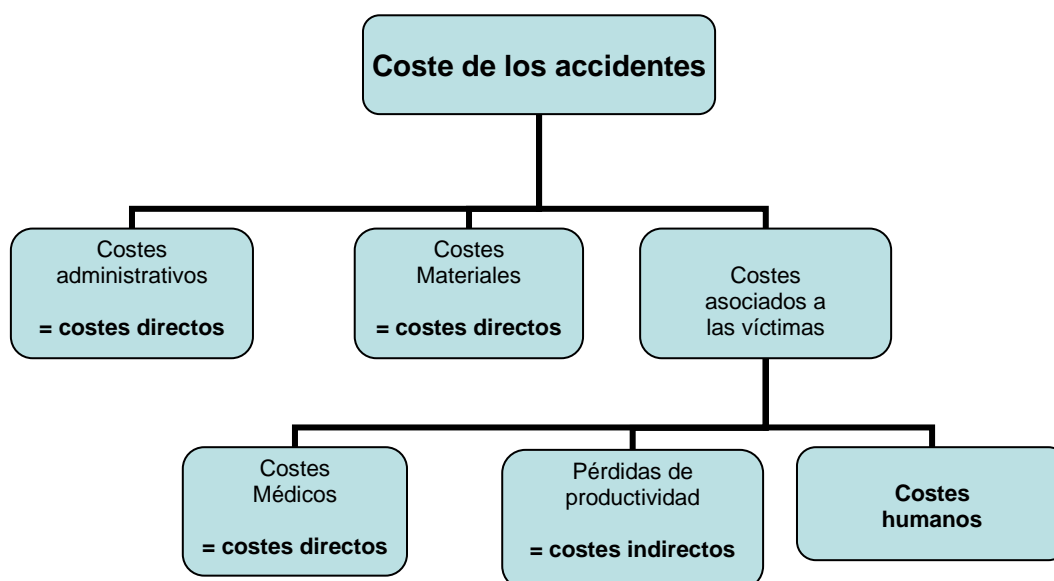 Coste de los accidentes
Costes
administrativos
= costes directos
Costes
Materiales
= costes directos
Costes
asociados a
las víctimas
Costes
Médicos
= costes directos
Pérdidas de
productividad
= costes indirectos
Costes
humanos